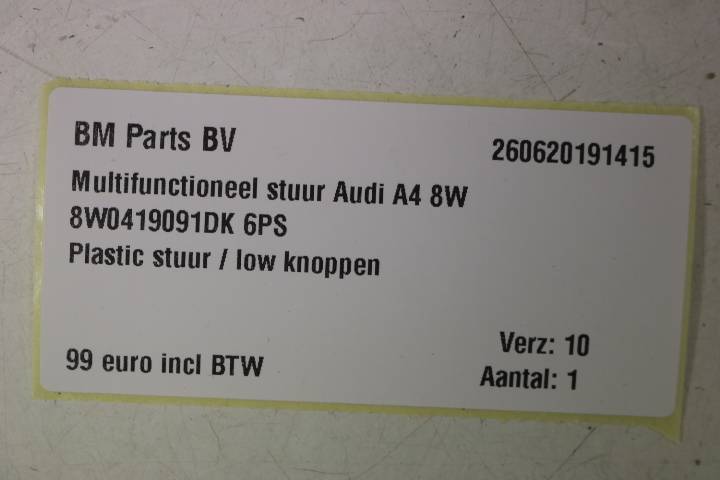 BM Parts BV
260620191415
Multifunctioneel stuur Audi A4 8W
8W0419091DK 6PS
Plastic stuur / low knoppen
Verz: 10
99 euro incl BTW
Aantal: 1